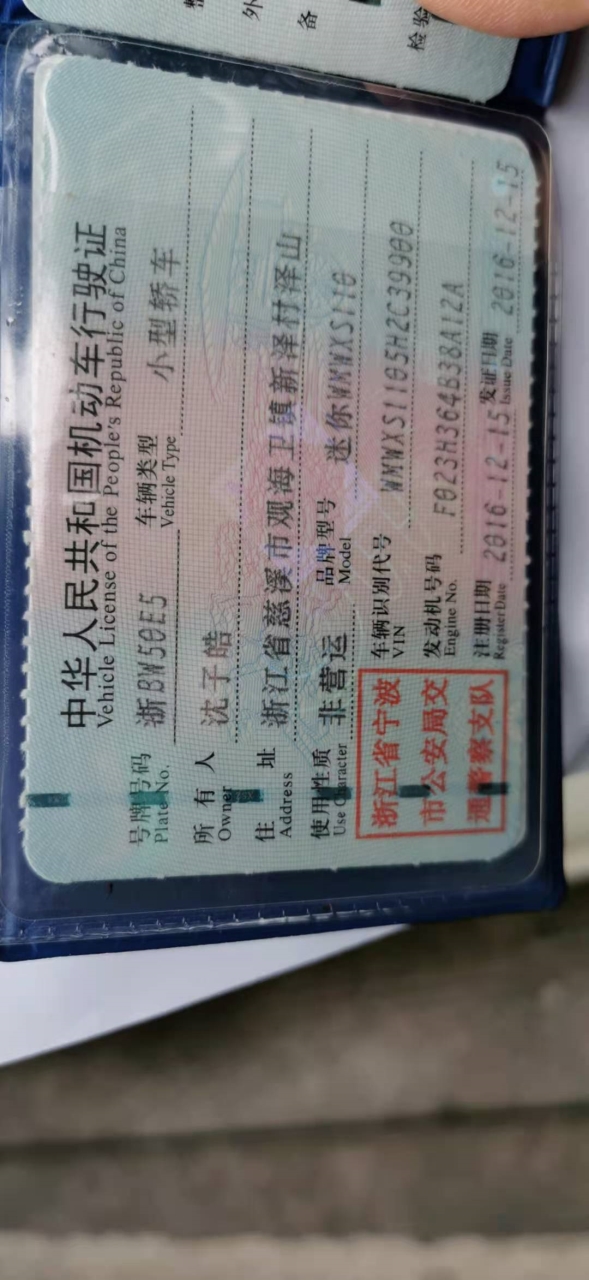 整
外
备
检验
中华人民共和国机动车行驶证
Vehicle License of the People's Republic of China
号牌号码 浙BW50E5 车辆类型 小型轿车
Plate No. Vehicle Type
所有人 沈子皓
Owner
住址 浙江省慈溪市观海卫镇新泽村泽山
Address
使用性质 非营运 品牌型号 迷你WMWXS110
Use Character Model
浙江省宁波
市公安局交
通警察支队
车辆识别代号 WMWXS1105H2C39900
VIN
发动机号码 F023H364B38A12A
Engine No.
注册日期 2016-12-15 发证日期 2016-12-15
Register Date Issue Date